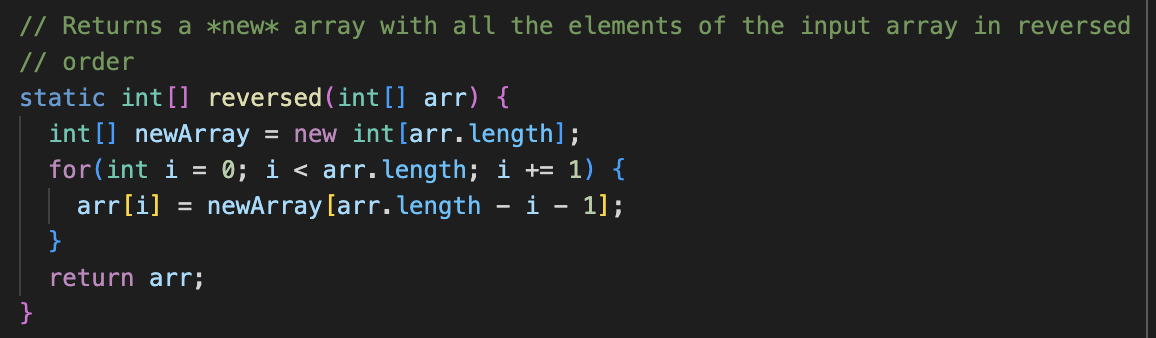 // Returns a *new* array with all the elements of the input array in reversed
// order
static int[] reversed(int[] arr) {
  int[] newArray = new int[arr.length];
  for(int i = 0; i < arr.length; i += 1) {
    arr[i] = newArray[arr.length - i - 1];
  }
  return arr;
}